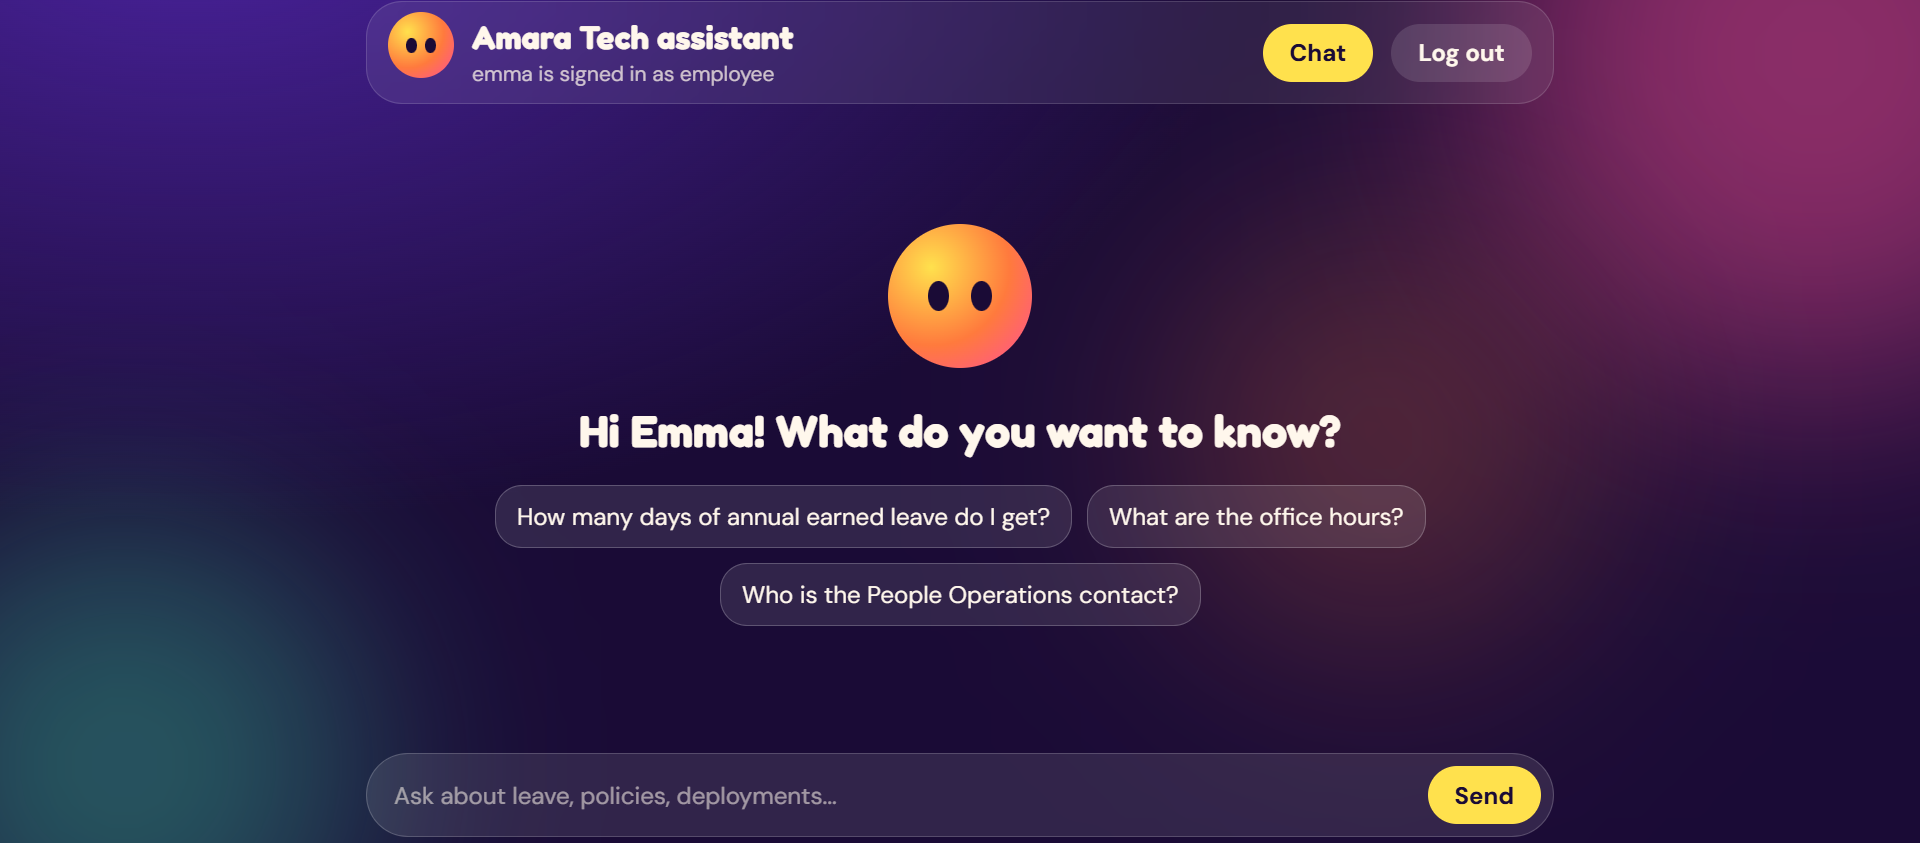 Amara Tech assistant
emma is signed in as employee
Chat
Log out
Hi Emma! What do you want to know?
How many days of annual earned leave do I get?
What are the office hours?
Who is the People Operations contact?
Ask about leave, policies, deployments...
Send